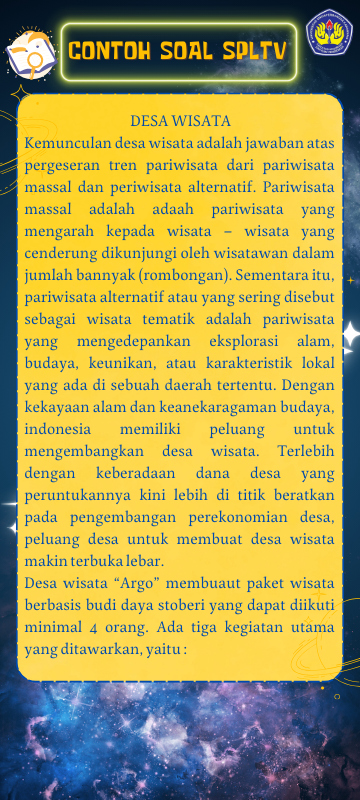 CONTOH SOAL SPLTV
DESA WISATA
Kemunculan desa wisata adalah jawaban atas
pergeseran tren pariwisata dari pariwisata
massal dan periwisata alternatif. Pariwisata
massal adalah adaah pariwisata yang
mengarah kepada wisata – wisata yang
cenderung dikunjungi oleh wisatawan dalam
jumlah bannyak (rombongan). Sementara itu,
pariwisata alternatif atau yang sering disebut
sebagai wisata tematik adalah pariwisata
yang mengedepankan eksplorasi alam,
budaya, keunikan, atau karakteristik lokal
yang ada di sebuah daerah tertentu. Dengan
kekayaan alam dan keanekaragaman budaya,
indonesia memiliki peluang untuk
mengembangkan desa wisata. Terlebih
dengan keberadaan dana desa yang
peruntukannya kini lebih di titik beratkan
pada pengembangan perekonomian desa,
peluang desa untuk membuat desa wisata
makin terbuka lebar.
Desa wisata “Argo” membuaut paket wisata
berbasis budi daya stoberi yang dapat diikuti
minimal 4 orang. Ada tiga kegiatan utama
yang ditawarkan, yaitu :